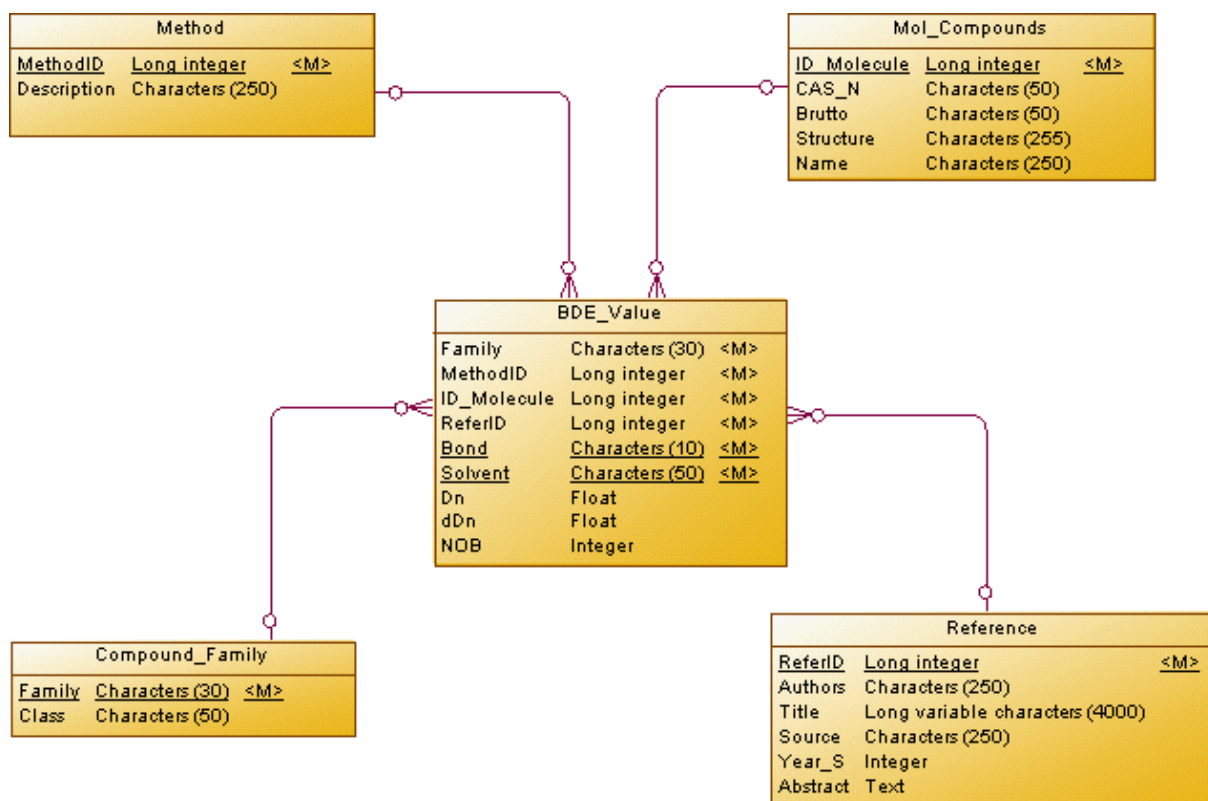 Method
MethodID Long integer <M>
Description Characters (250)
Mol_Compounds
ID_Molecule Long integer <M>
CAS_N Characters (50)
Brutto Characters (50)
Structure Characters (255)
Name Characters (250)
BDE_Value
Family Characters (30) <M>
MethodID Long integer <M>
ID_Molecule Long integer <M>
ReferID Long integer <M>
Bond Characters (10) <M>
Solvent Characters (50) <M>
Dn Float
dDn Float
NOB Integer
Compound_Family
Family Characters (30) <M>
Class Characters (50)
Reference
ReferID Long integer <M>
Authors Characters (250)
Title Long variable characters (4000)
Source Characters (250)
Year_S Integer
Abstract Text